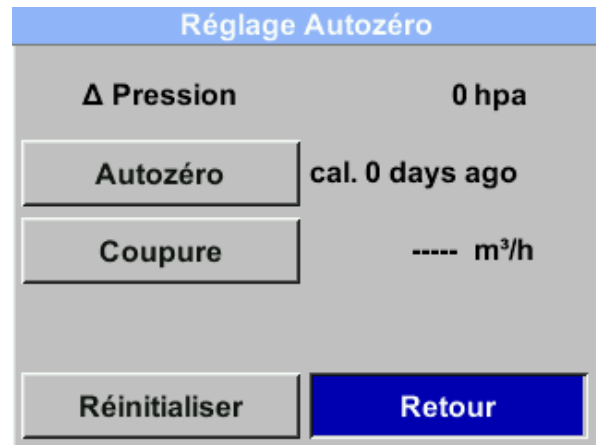 Réglage Autozéro
Δ Pression 0 hpa
Autozéro cal. 0 days ago
Coupure ----- m³/h
Réinitialiser Retour